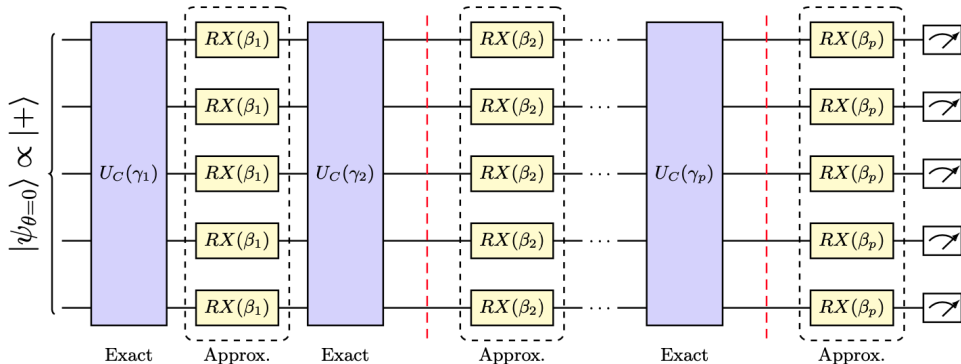 |ψθ=0⟩ ∝ |+⟩
RX(β1) RX(β2) ··· RX(βp)
RX(β1) RX(β2) ··· RX(βp)
UC(γ1) RX(β1) UC(γ2) RX(β2) ··· UC(γp) RX(βp)
RX(β1) RX(β2) ··· RX(βp)
RX(β1) RX(β2) ··· RX(βp)
Exact Approx. Exact Approx. Exact Approx.